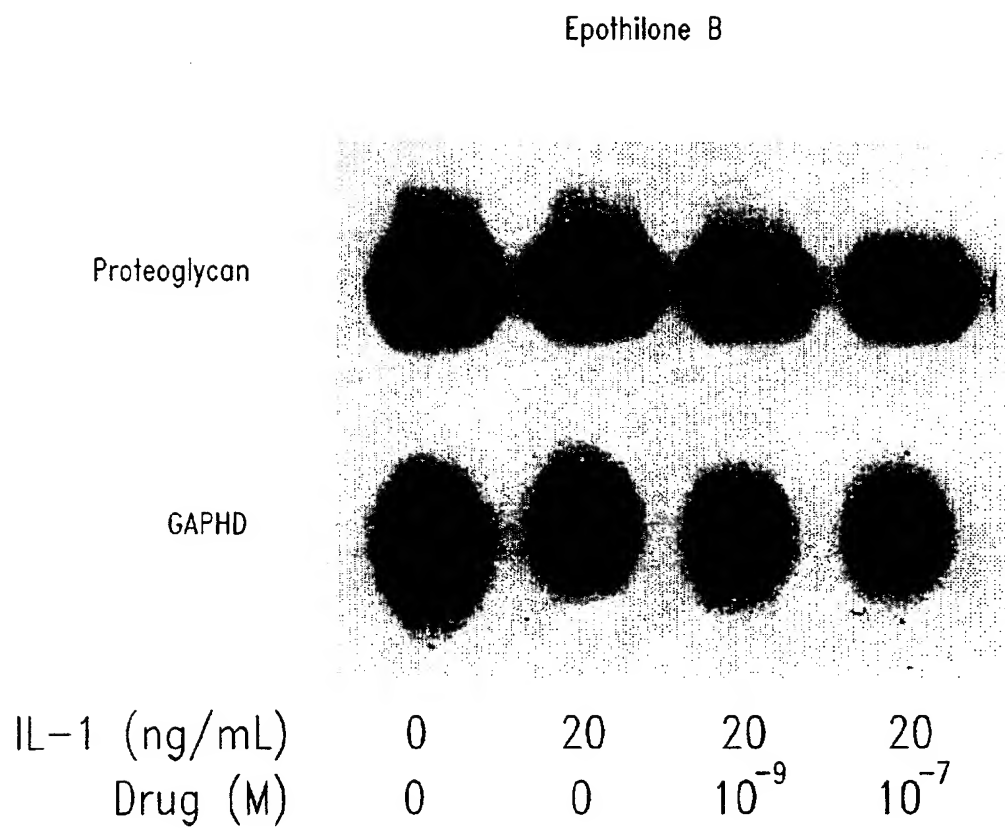 Epothilone B
Proteoglycan
GAPHD
IL-1 (ng/mL) 0 20 20 20
Drug (M) 0 0 10⁻⁹ 10⁻⁷